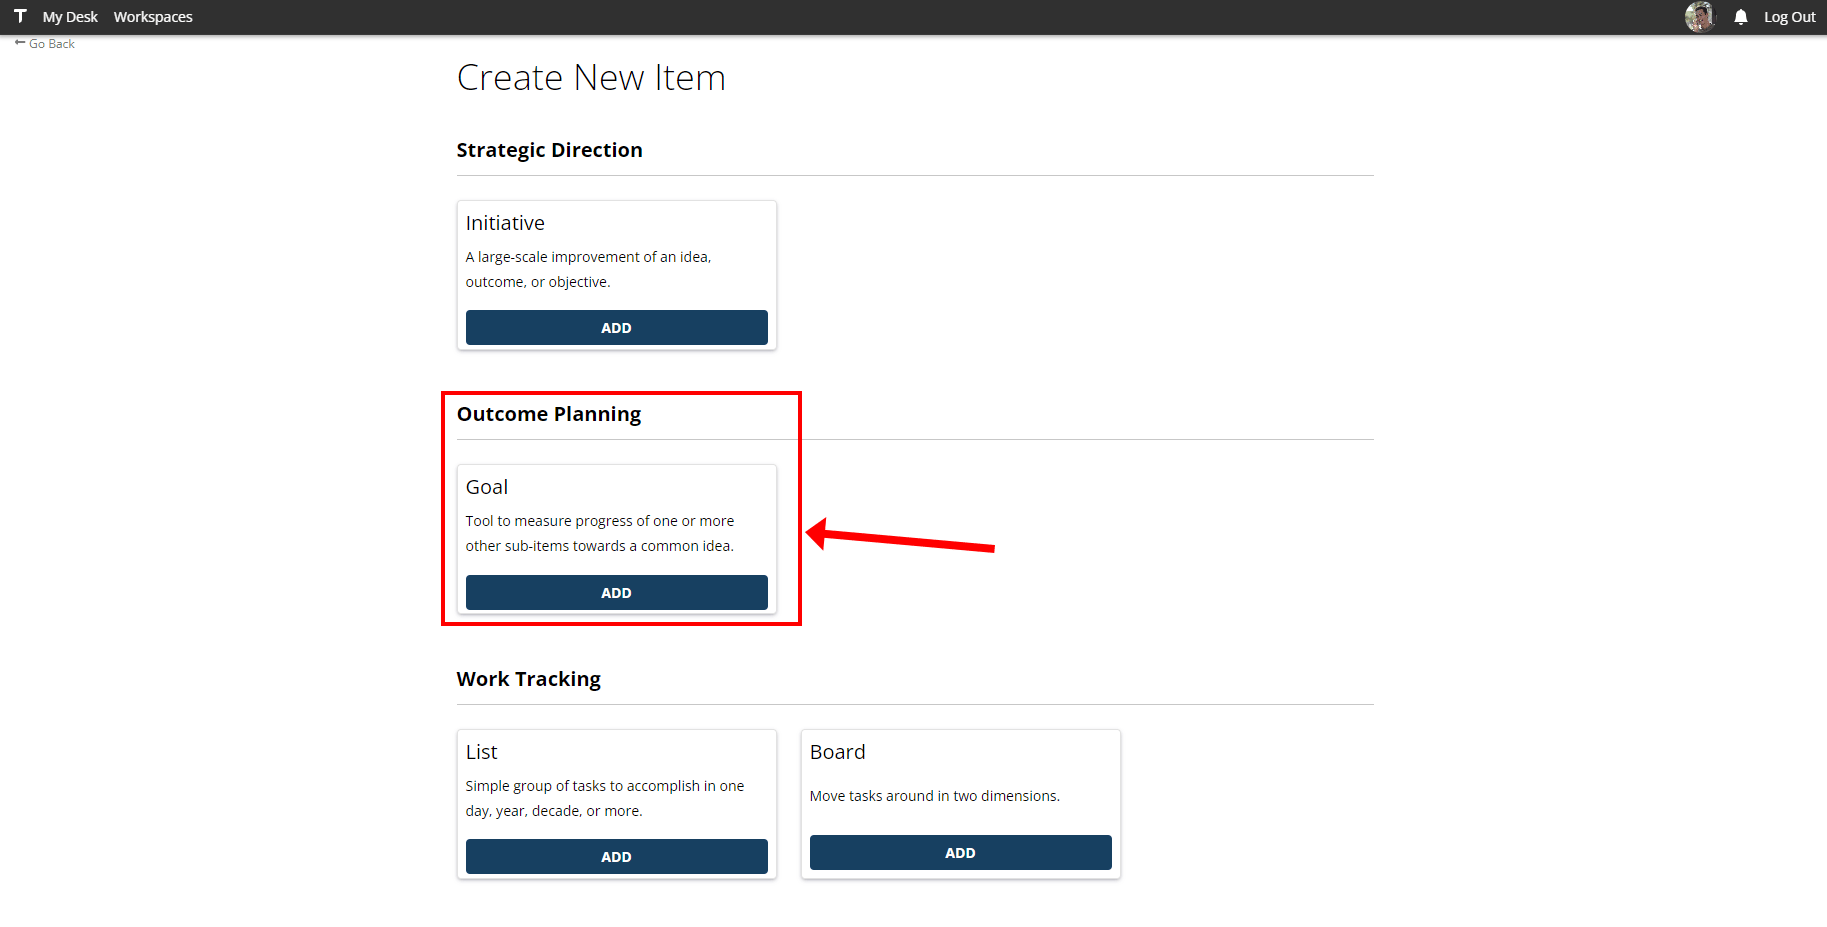 T My Desk Workspaces Log Out
Go Back
Create New Item
Strategic Direction
Initiative
A large-scale improvement of an idea,
outcome, or objective.
ADD
Outcome Planning
Goal
Tool to measure progress of one or more
other sub-items towards a common idea.
ADD
Work Tracking
List
Simple group of tasks to accomplish in one
day, year, decade, or more.
ADD
Board
Move tasks around in two dimensions.
ADD